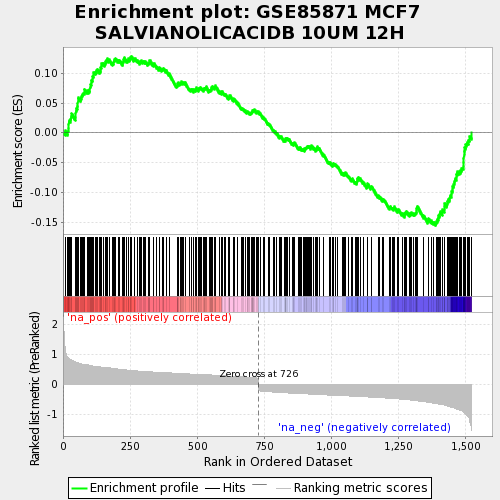 Enrichment plot: GSE85871 MCF7
SALVIANOLICACIDB 10UM 12H
Enrichment score (ES)
0.10
0.05
0.00
-0.05
-0.10
-0.15
Ranked list metric (PreRanked)
2
1
0
-1
'na_pos' (positively correlated)
Zero cross at 726
'na_neg' (negatively correlated)
0
250
500
750
1,000
1,250
1,500
Rank in Ordered Dataset
Enrichment profile
Hits
Ranking metric scores